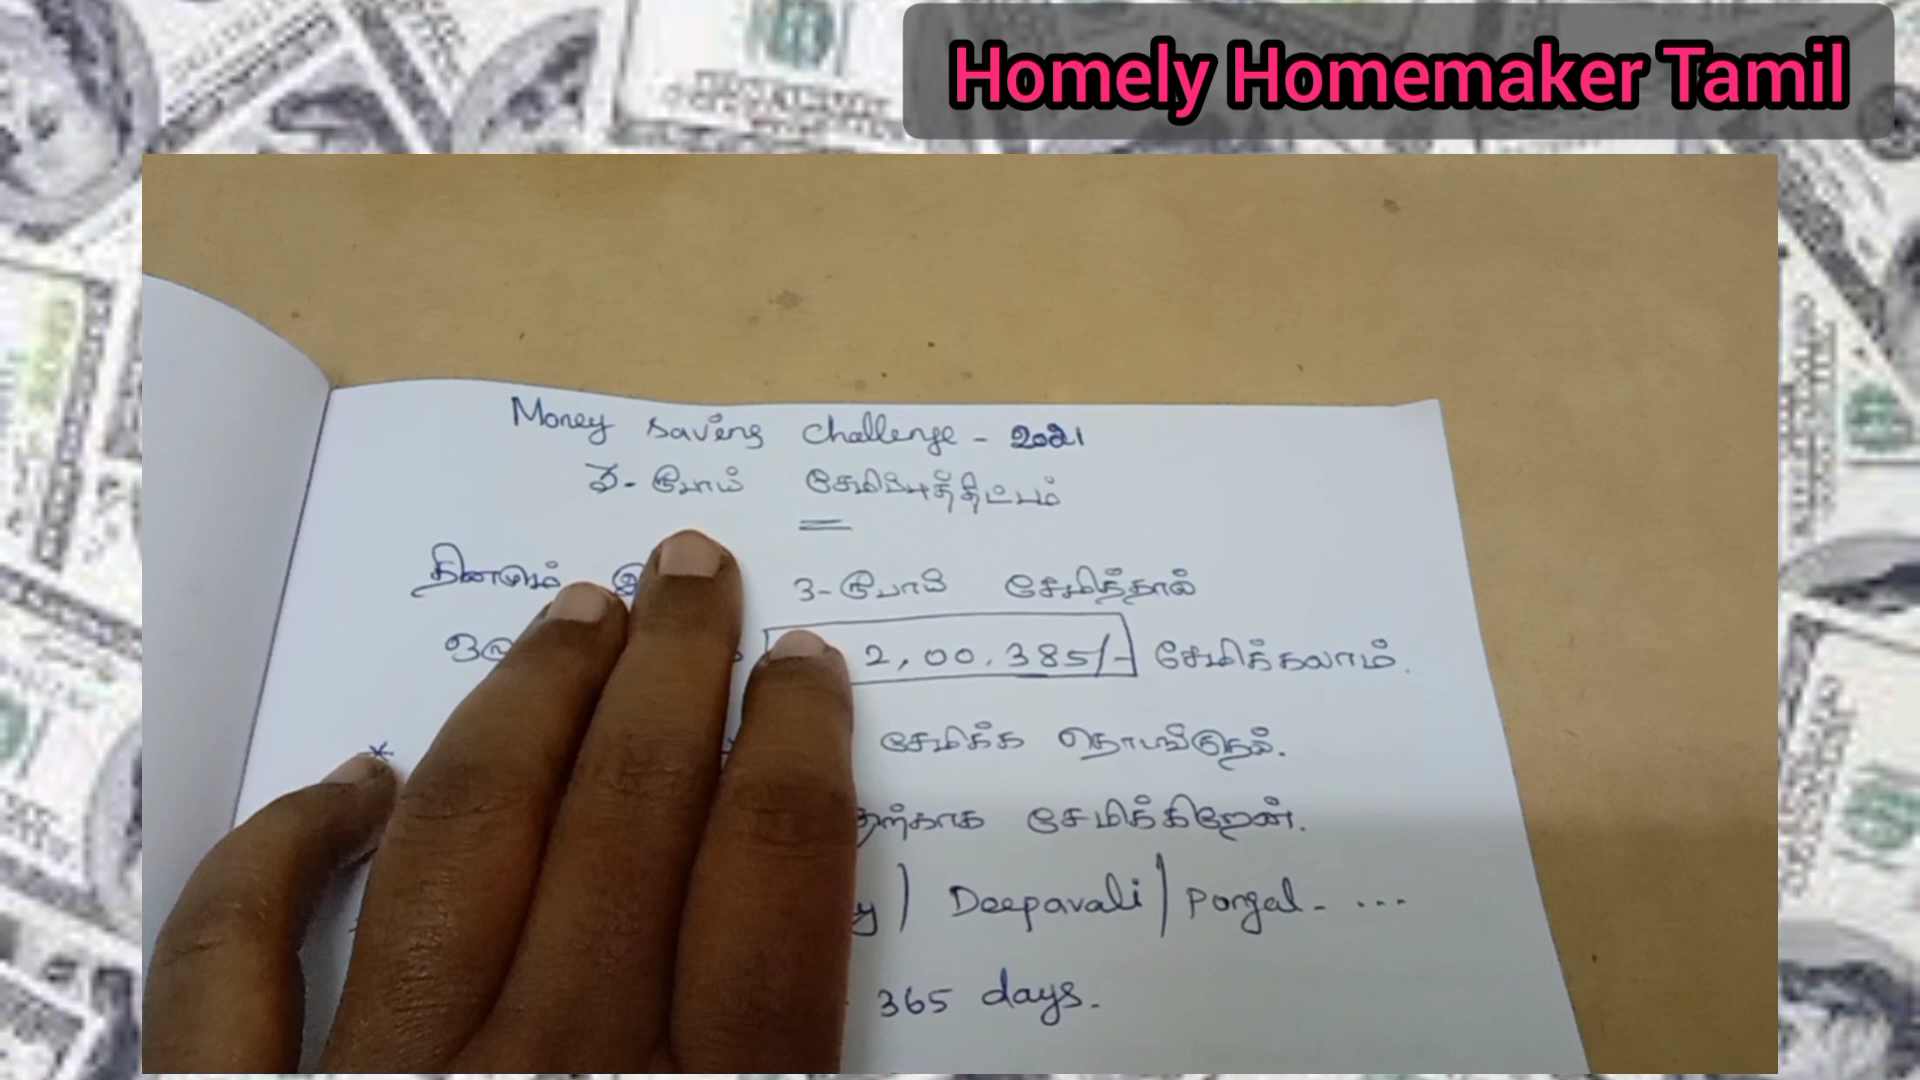 Homely Homemaker Tamil
Money saving challenge - 2021
3 - ரூபாய் சேமிப்புத்திட்டம்
தினமும் 3 - ரூபாய் சேமித்தால்
2,00,385/- சேமிக்கலாம்.
* சேமிக்க தொடங்குதல்.
சேமிக்கிறேன்.
Deepavali | Pongal - ...
365 days.